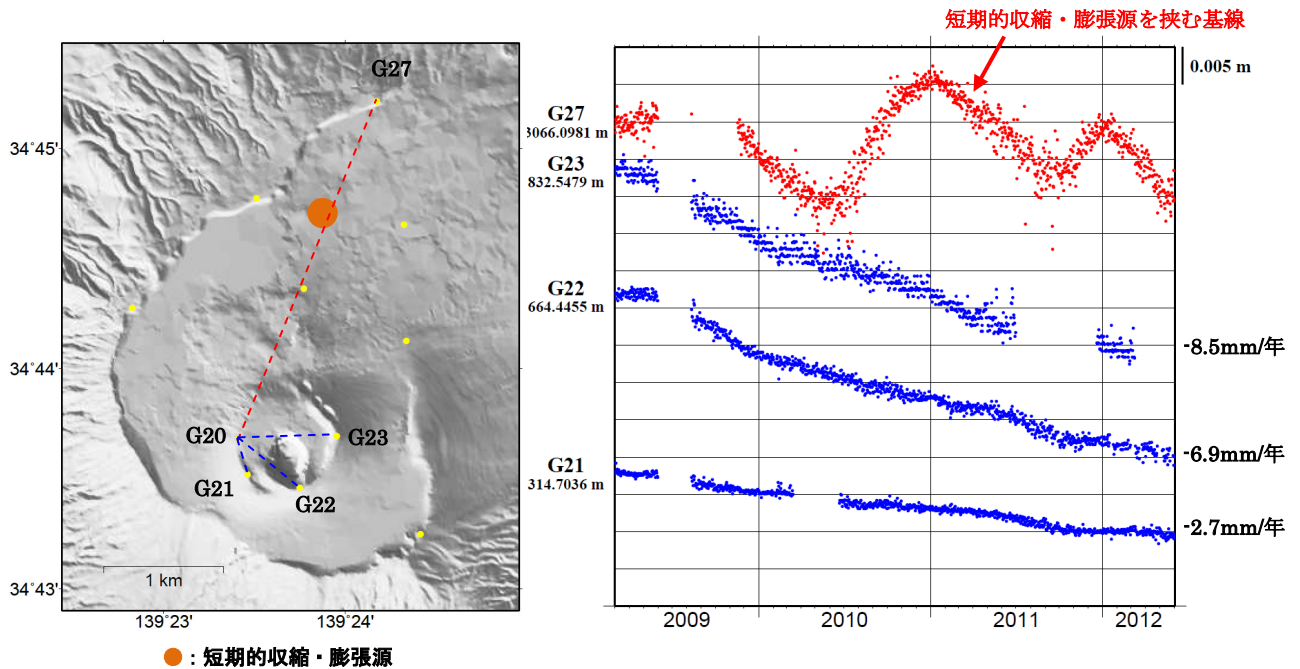 短期的収縮・膨張源を挟む基線
G27
34°45'
34°44'
34°43'
G20
G23
G21
G22
1 km
139°23'
139°24'
●：短期的収縮・膨張源
0.005 m
G27
3066.0981 m
G23
832.5479 m
G22
664.4455 m
G21
314.7036 m
-8.5mm/年
-6.9mm/年
-2.7mm/年
2009
2010
2011
2012